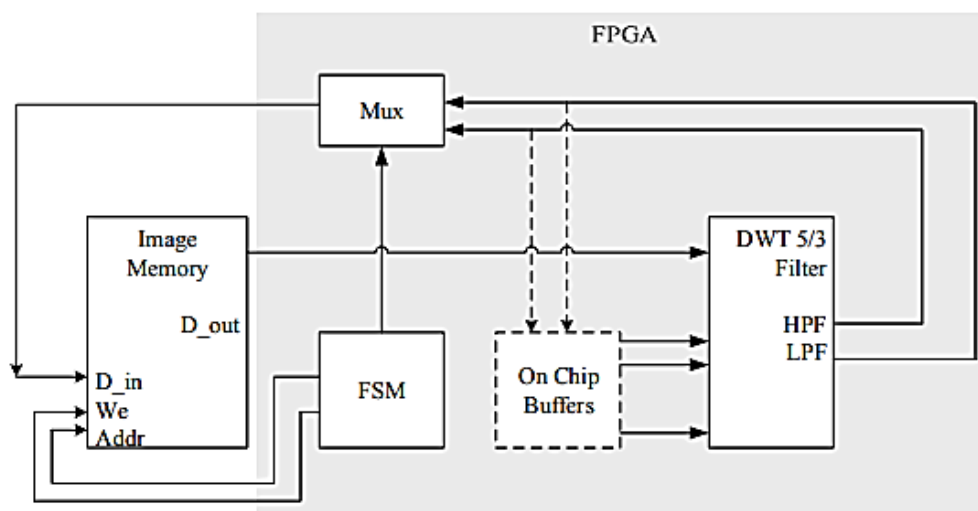 FPGA
Mux
Image
Memory
D_out
D_in
We
Addr
FSM
On Chip
Buffers
DWT 5/3
Filter
HPF
LPF